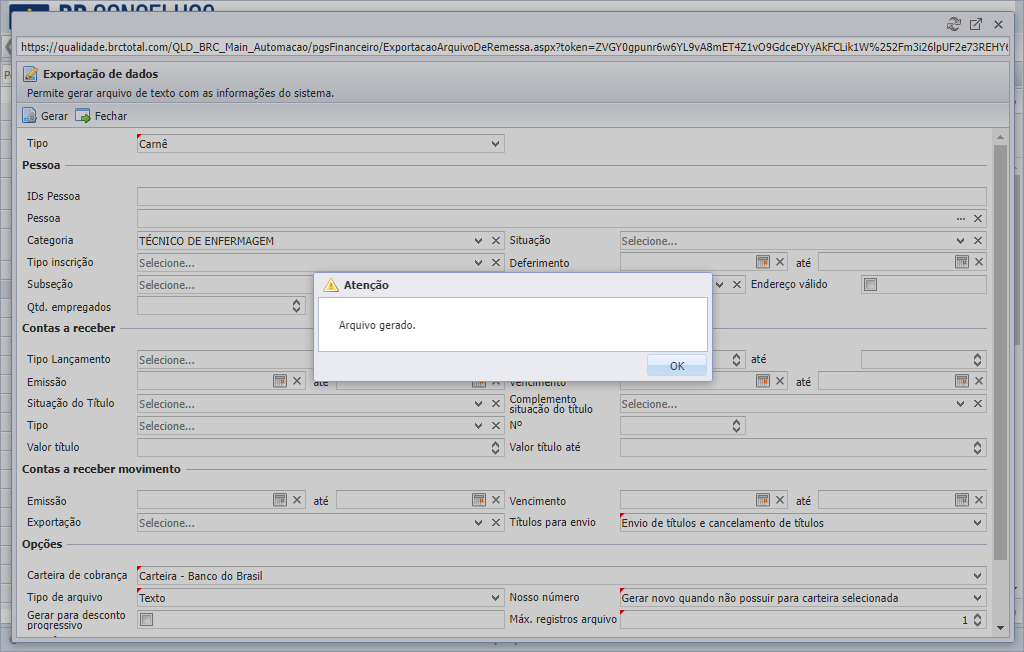 BR CONSELHOS
https://qualidade.brctotal.com/QLD_BRC_Main_Automacao/pgsFinanceiro/ExportacaoArquivoDeRemessa.aspx?token=ZVGY0gpunr6w6YL9vA8mET4Z1vO9GdceDYyAkFCLik1W%252Fm3i26lpUF2e73REHY6
Exportação de dados
Permite gerar arquivo de texto com as informações do sistema.
Gerar Fechar
Tipo Carnê
Pessoa
IDs Pessoa
Pessoa ...
Categoria TÉCNICO DE ENFERMAGEM Situação Selecione...
Tipo inscrição Selecione... Deferimento até
Subseção Selecione... Endereço válido
Qtd. empregados
Atenção
Arquivo gerado.
OK
Contas a receber
Tipo Lançamento Selecione... até
Emissão até Vencimento até
Situação do Título Selecione... Complemento situação do título Selecione...
Tipo Selecione... Nº
Valor título Valor título até
Contas a receber movimento
Emissão até Vencimento até
Exportação Selecione... Títulos para envio Envio de títulos e cancelamento de títulos
Opções
Carteira de cobrança Carteira - Banco do Brasil
Tipo de arquivo Texto Nosso número Gerar novo quando não possuir para carteira selecionada
Gerar para desconto progressivo Máx. registros arquivo 1